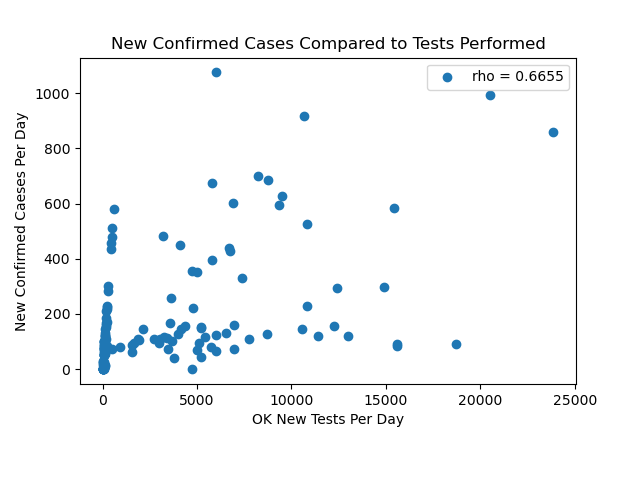 New Confirmed Cases Compared to Tests Performed
rho = 0.6655
New Confirmed Caeses Per Day
1000
800
600
400
200
0
0 5000 10000 15000 20000 25000
OK New Tests Per Day